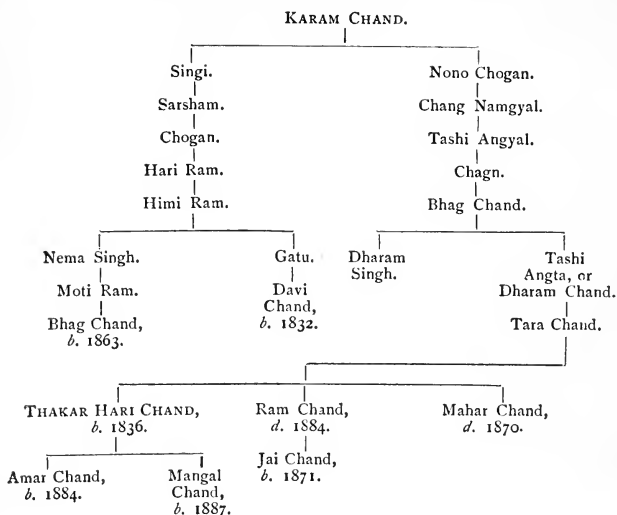 KARAM CHAND.
Singi.
Nono Chogan.
Sarsham.
Chang Namgyal.
Chogan.
Tashi Angyal.
Hari Ram.
Chagn.
Himi Ram.
Bhag Chand.
Nema Singh.
Gatu.
Dharam
Singh.
Tashi
Angta, or
Dharam Chand.
Moti Ram.
Davi
Chand,
b. 1832.
Bhag Chand,
b. 1863.
Tara Chand.
THAKAR HARI CHAND,
b. 1836.
Ram Chand,
d. 1884.
Mahar Chand,
d. 1870.
Amar Chand,
b. 1884.
Mangal
Chand,
b. 1887.
Jai Chand,
b. 1871.